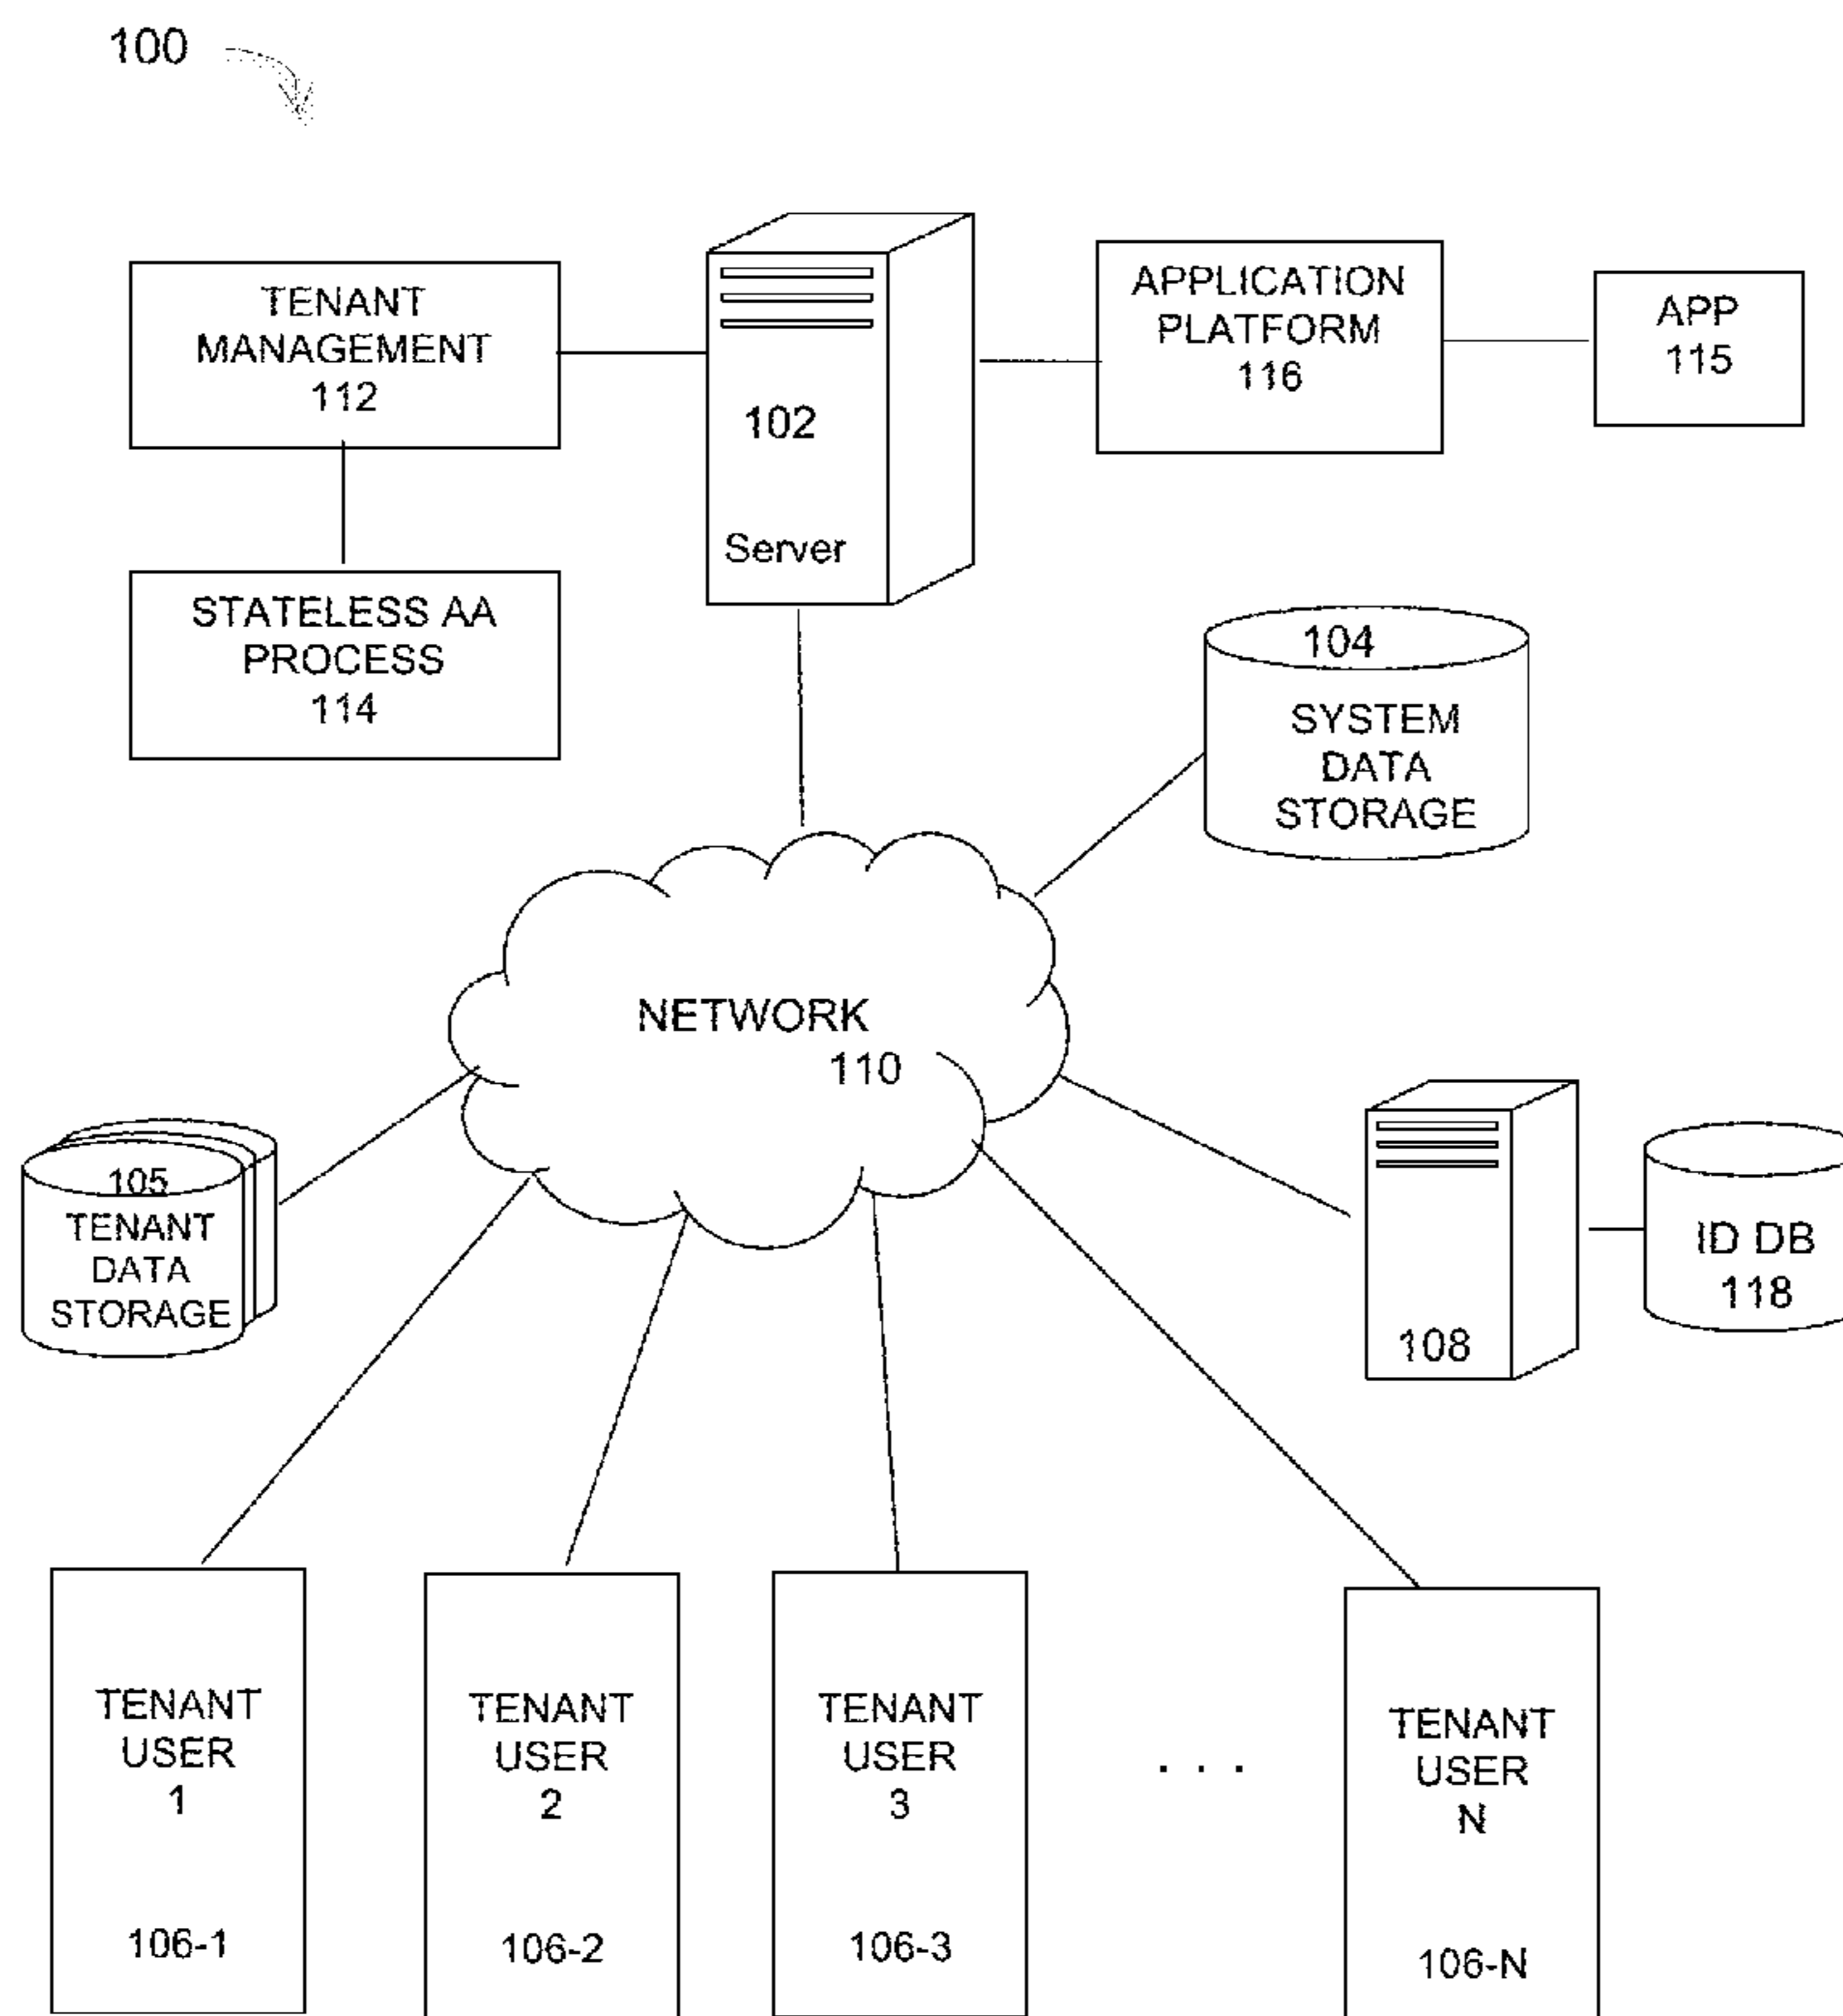 100
TENANT
MANAGEMENT
112
102
Server
APPLICATION
PLATFORM
116
APP
115
STATELESS AA
PROCESS
114
104
SYSTEM
DATA
STORAGE
NETWORK
110
105
TENANT
DATA
STORAGE
108
ID DB
118
TENANT
USER
1
106-1
TENANT
USER
2
106-2
TENANT
USER
3
106-3
. . .
TENANT
USER
N
106-N